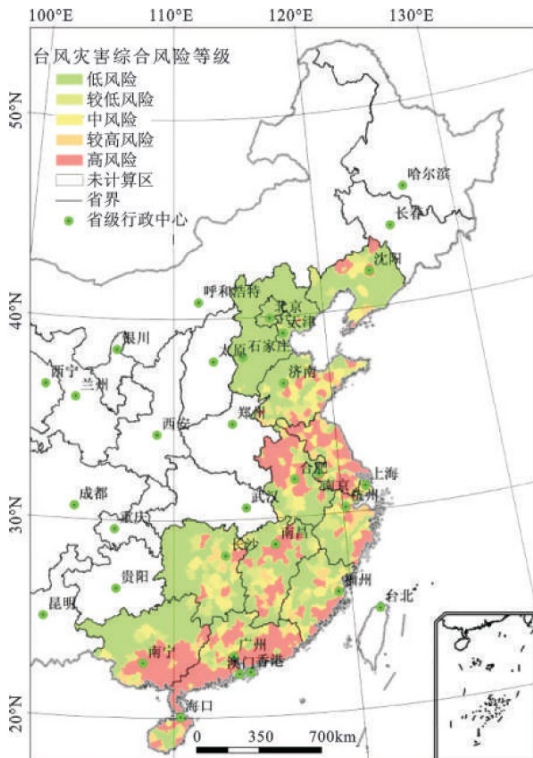 100°E
110°E
120°E
130°E
台风灾害综合风险等级
低风险
较低风险
中风险
较高风险
高风险
未计算区
省界
省级行政中心
50°N
40°N
30°N
20°N
哈尔滨
长春
沈阳
呼和浩特
北京
天津
银川
太原
石家庄
西宁
兰州
济南
西安
郑州
合肥
南京
上海
成都
武汉
杭州
重庆
长沙
南昌
贵阳
福州
台北
昆明
南宁
广州
澳门
香港
海口
110°E
120°E
0 350 700km